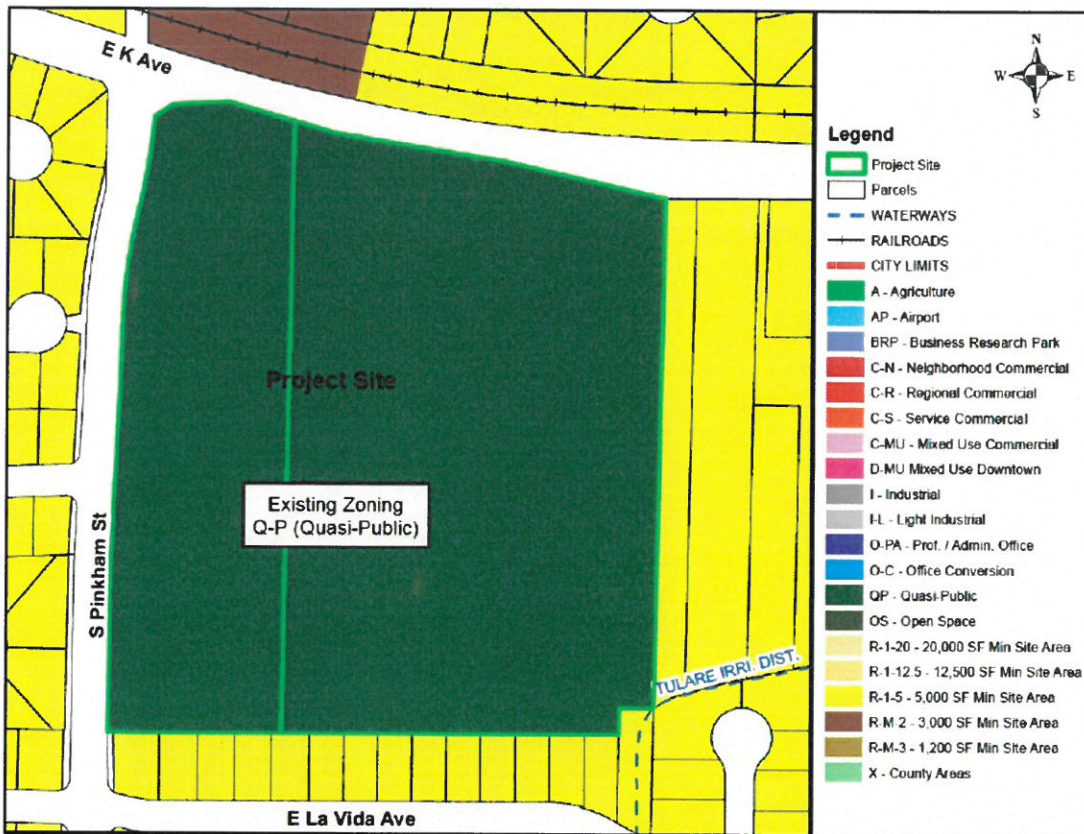 E K Ave
Project Site
Existing Zoning
Q-P (Quasi-Public)
S Pinkham St
TULARE IRRI. DIST.
E La Vida Ave
N
W E
S
Legend
Project Site
Parcels
WATERWAYS
RAILROADS
CITY LIMITS
A - Agriculture
AP - Airport
BRP - Business Research Park
C-N - Neighborhood Commercial
C-R - Regional Commercial
C-S - Service Commercial
C-MU - Mixed Use Commercial
D-MU Mixed Use Downtown
I - Industrial
I-L - Light Industrial
O-PA - Prof. / Admin. Office
O-C - Office Conversion
QP - Quasi-Public
OS - Open Space
R-1-20 - 20,000 SF Min Site Area
R-1-12.5 - 12,500 SF Min Site Area
R-1-5 - 5,000 SF Min Site Area
R-M-2 - 3,000 SF Min Site Area
R-M-3 - 1,200 SF Min Site Area
X - County Areas